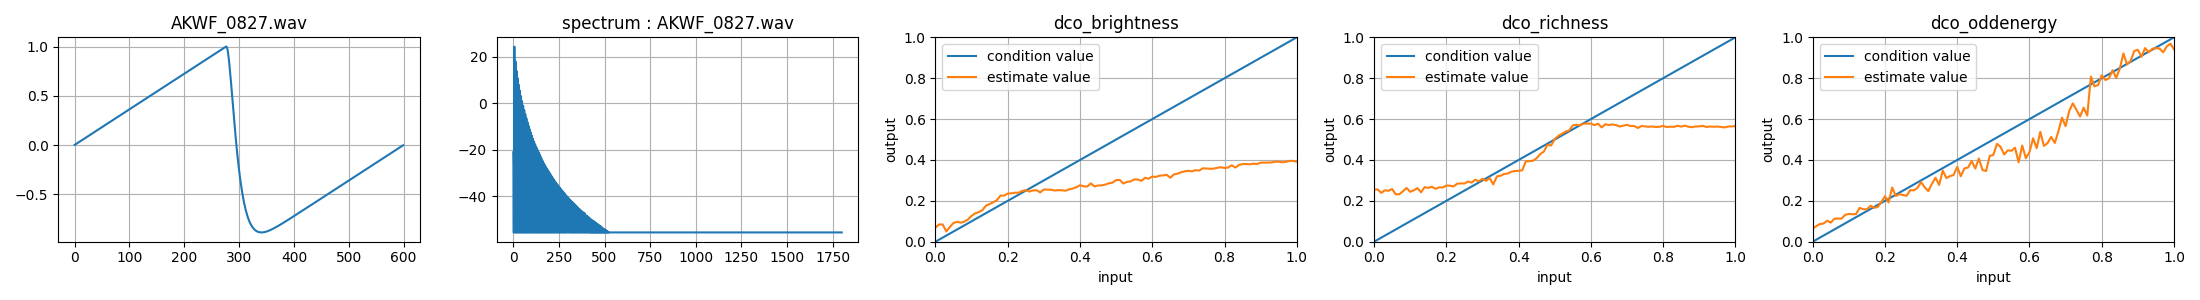 AKWF_0827.wav
1.0
0.5
0.0
−0.5
0 100 200 300 400 500 600
spectrum : AKWF_0827.wav
20
0
−20
−40
0 250 500 750 1000 1250 1500 1750
dco_brightness
condition value
estimate value
output
1.0
0.8
0.6
0.4
0.2
0.0
0.0 0.2 0.4 0.6 0.8 1.0
input
dco_richness
condition value
estimate value
output
1.0
0.8
0.6
0.4
0.2
0.0
0.0 0.2 0.4 0.6 0.8 1.0
input
dco_oddenergy
condition value
estimate value
output
1.0
0.8
0.6
0.4
0.2
0.0
0.0 0.2 0.4 0.6 0.8 1.0
input